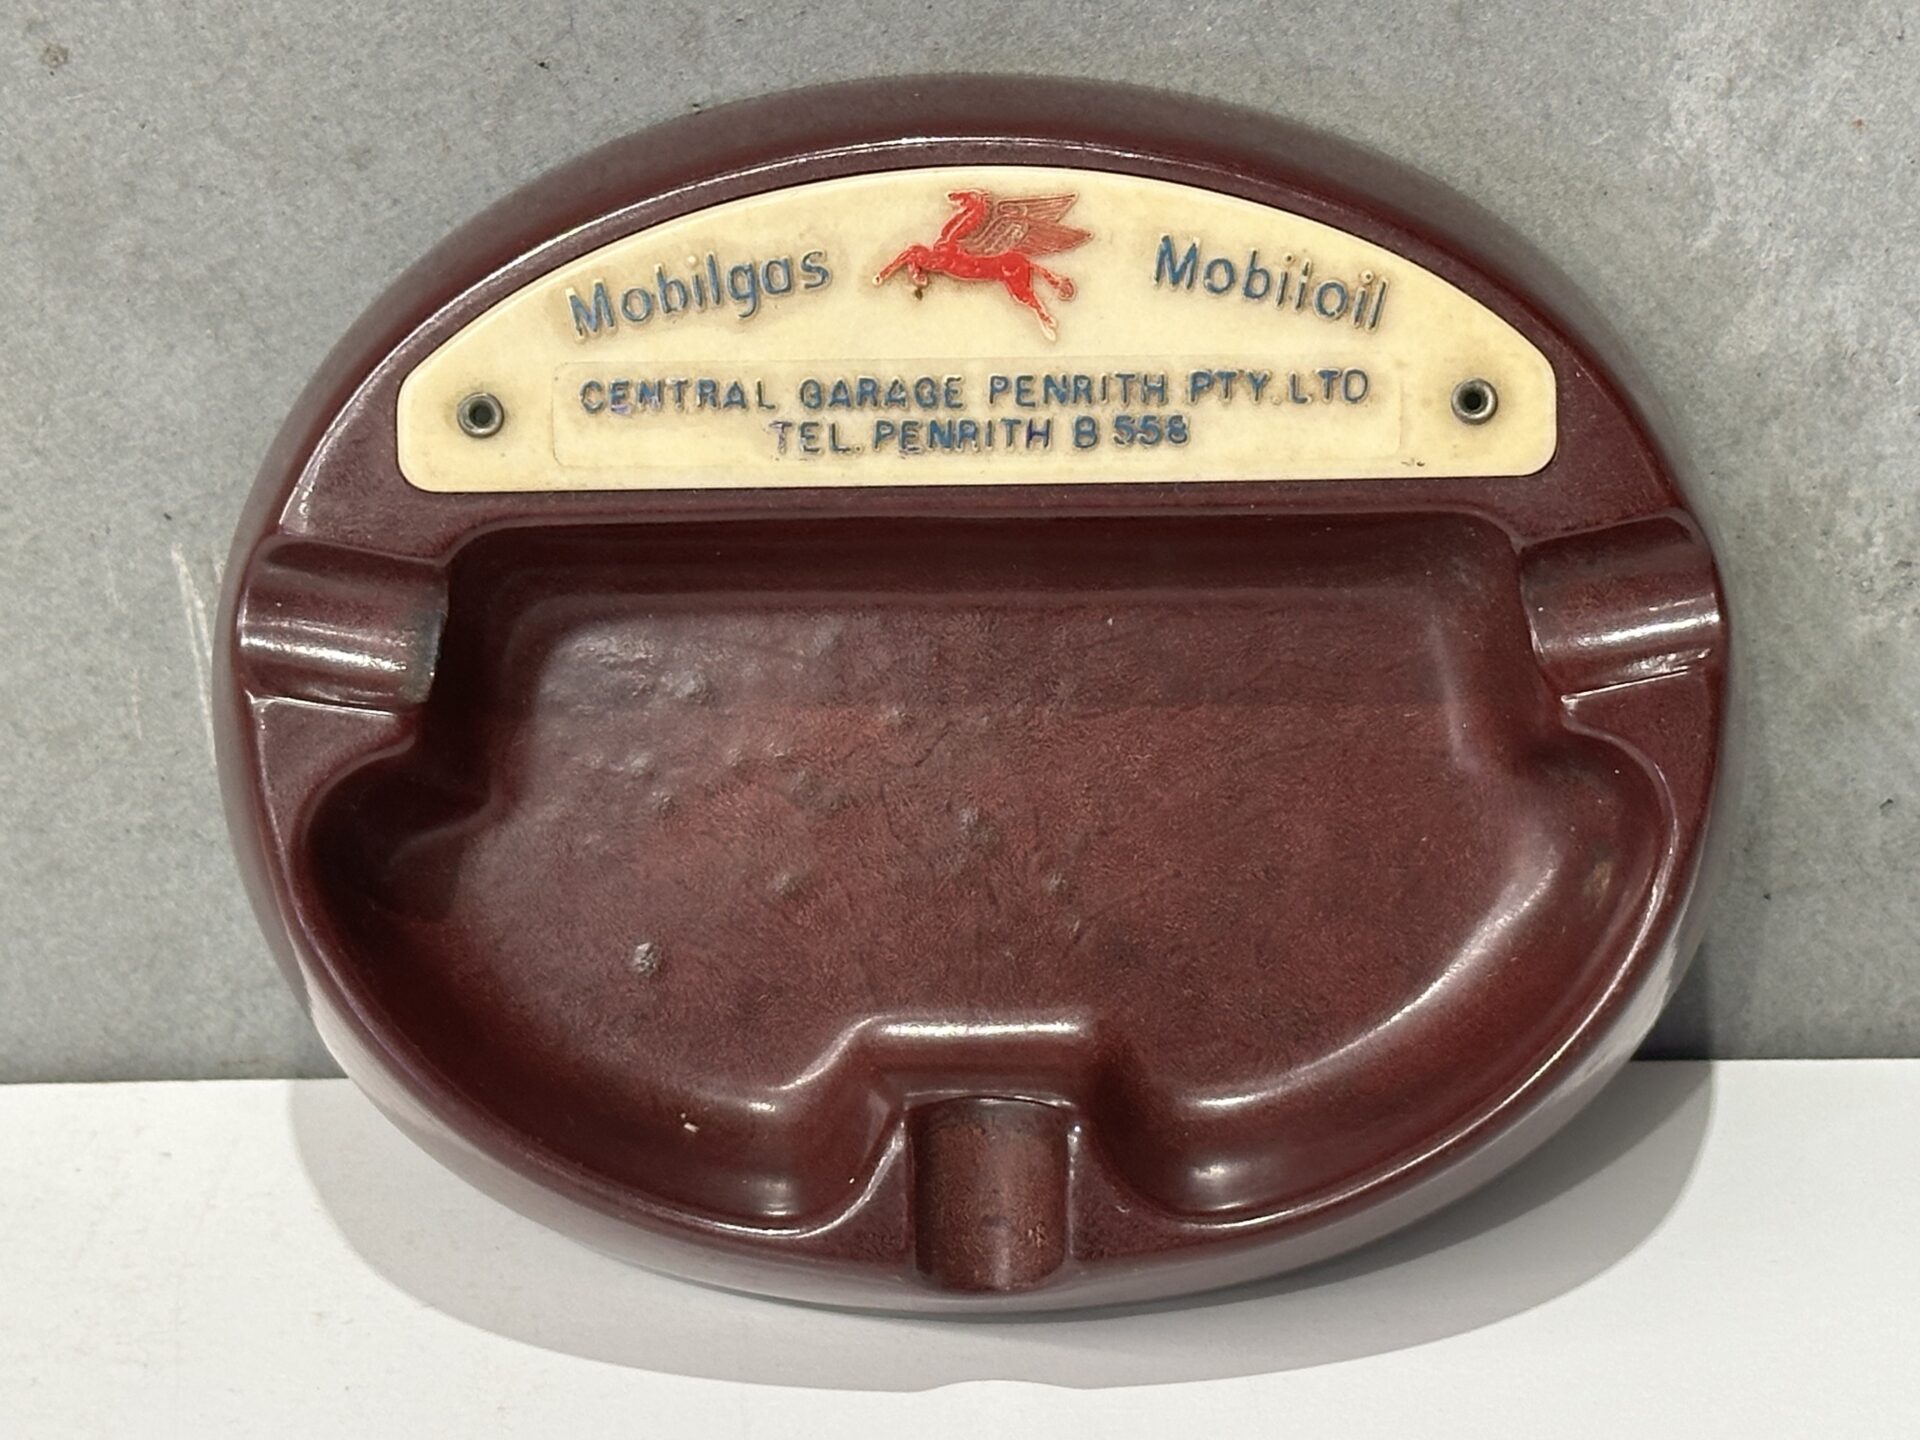 Mobilgas Mobiloil
CENTRAL GARAGE PENRITH PTY. LTD
TEL. PENRITH B 558